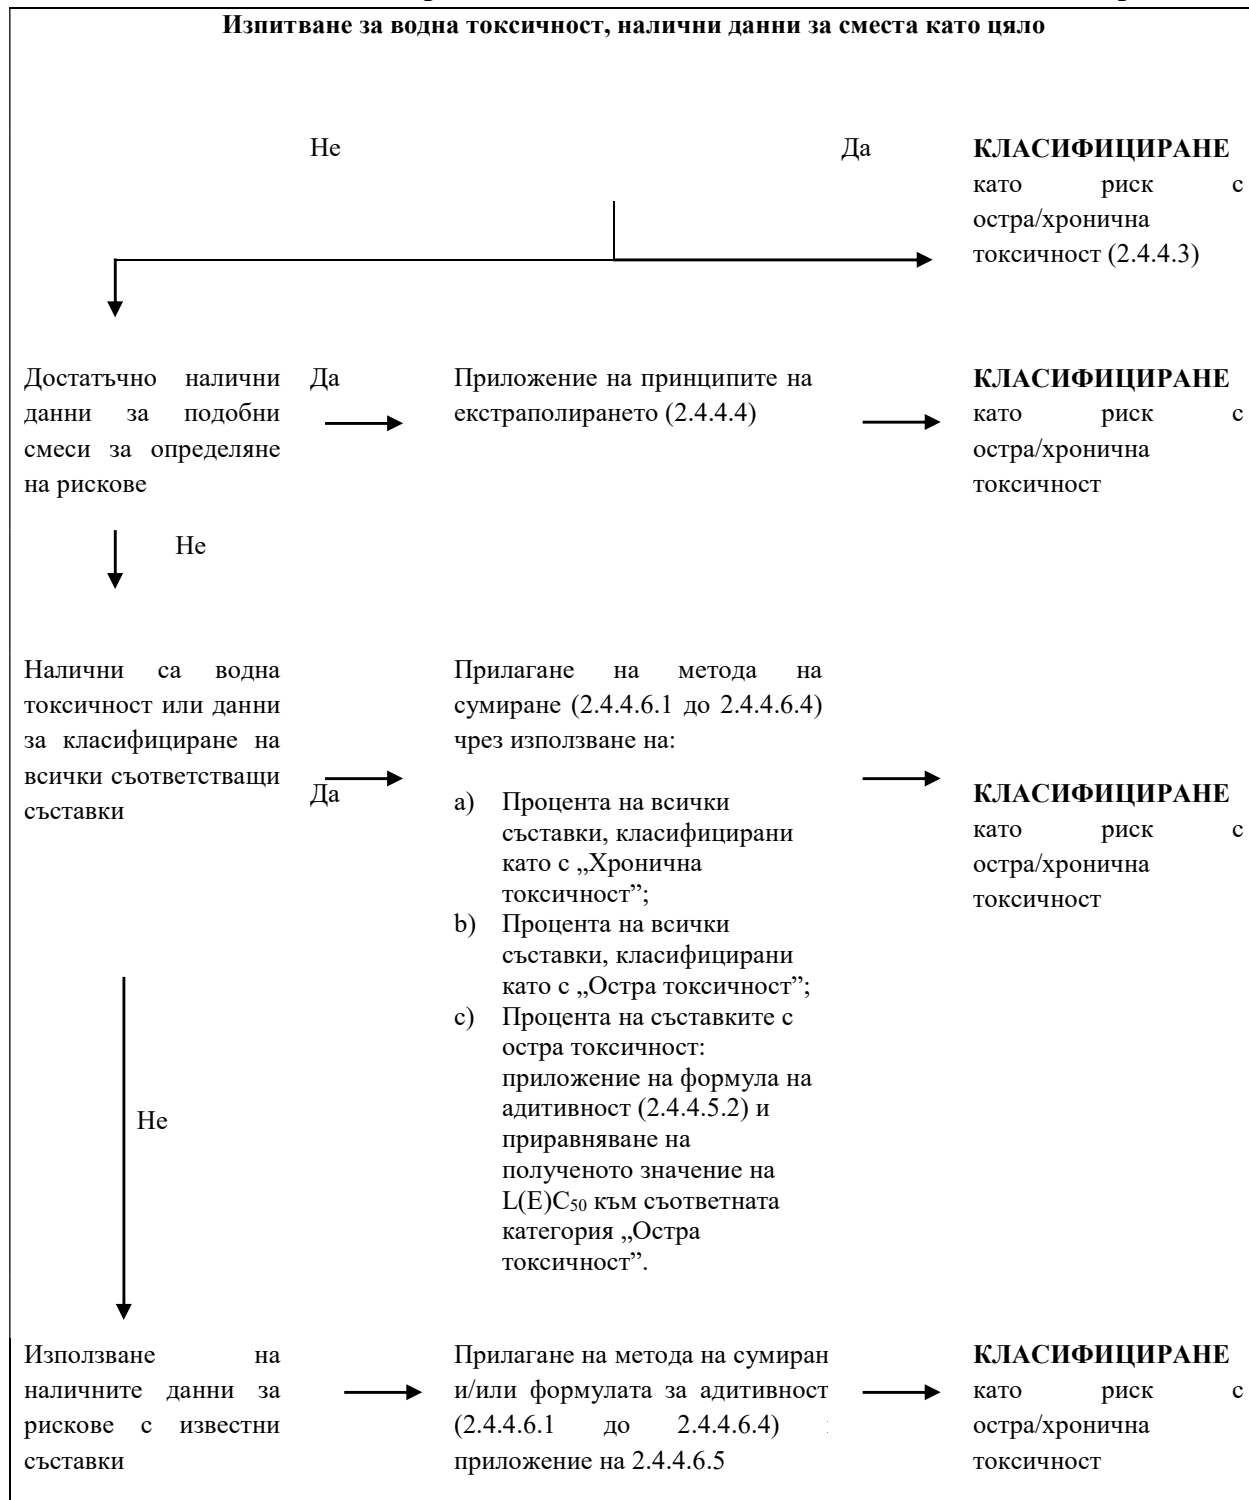 Изпитване за водна токсичност, налични данни за сместа като цяло
Не
Да
КЛАСИФИЦИРАНЕ
като риск с
остра/хронична
токсичност (2.4.4.3)
Достатъчно налични
данни за подобни
смеси за определяне
на рискове
Да
Приложение на принципите на
екстраполирането (2.4.4.4)
КЛАСИФИЦИРАНЕ
като риск с
остра/хронична
токсичност
Не
Налични са водна
токсичност или данни
за класифициране на
всички съответстващи
съставки
Да
Прилагане на метода на
сумиране (2.4.4.6.1 до 2.4.4.6.4)
чрез използване на:
a) Процента на всички
съставки, класифицирани
като с „Хронична
токсичност”;
b) Процента на всички
съставки, класифицирани
като с „Остра токсичност”;
c) Процента на съставките с
остра токсичност:
приложение на формула на
адитивност (2.4.4.5.2) и
приравняване на
полученото значение на
L(E)C₅₀ към съответната
категория „Остра
токсичност”.
КЛАСИФИЦИРАНЕ
като риск с
остра/хронична
токсичност
Не
Използване на
наличните данни за
рискове с известни
съставки
Прилагане на метода на сумиран
и/или формулата за адитивност
(2.4.4.6.1 до 2.4.4.6.4)
приложение на 2.4.4.6.5
КЛАСИФИЦИРАНЕ
като риск с
остра/хронична
токсичност